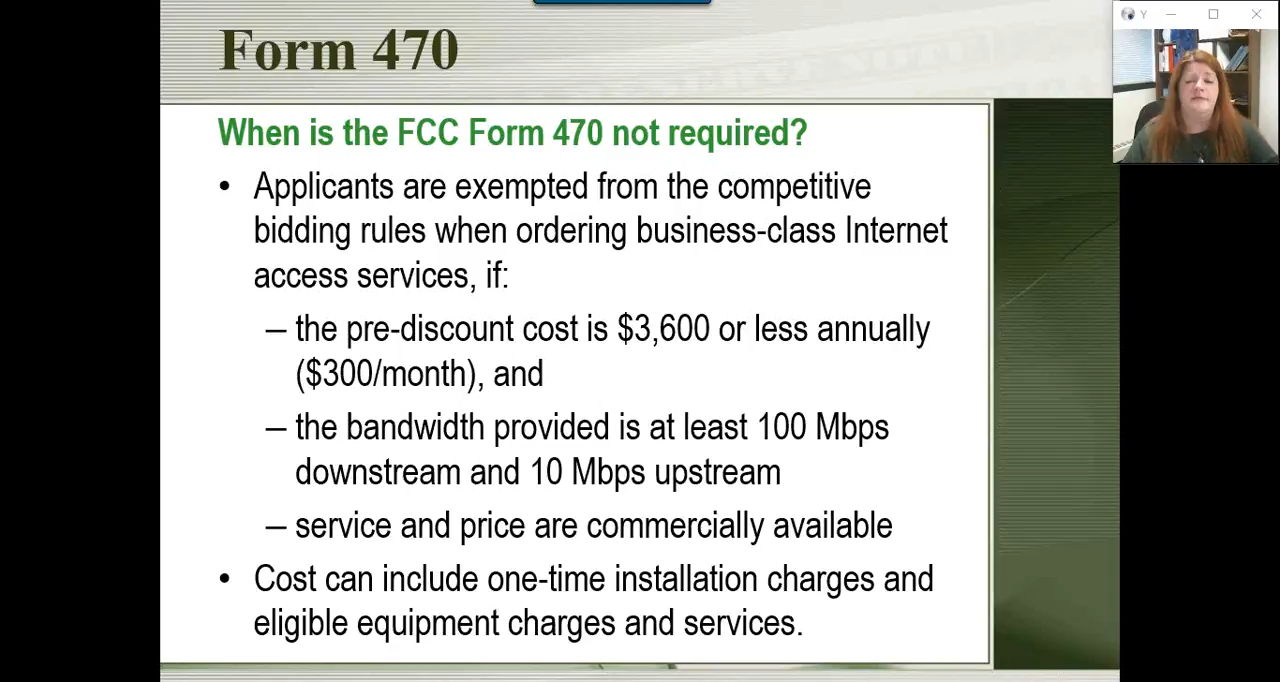 Form 470
Y
When is the FCC Form 470 not required?
• Applicants are exempted from the competitive
bidding rules when ordering business-class Internet
access services, if:
– the pre-discount cost is $3,600 or less annually
($300/month), and
– the bandwidth provided is at least 100 Mbps
downstream and 10 Mbps upstream
– service and price are commercially available
• Cost can include one-time installation charges and
eligible equipment charges and services.